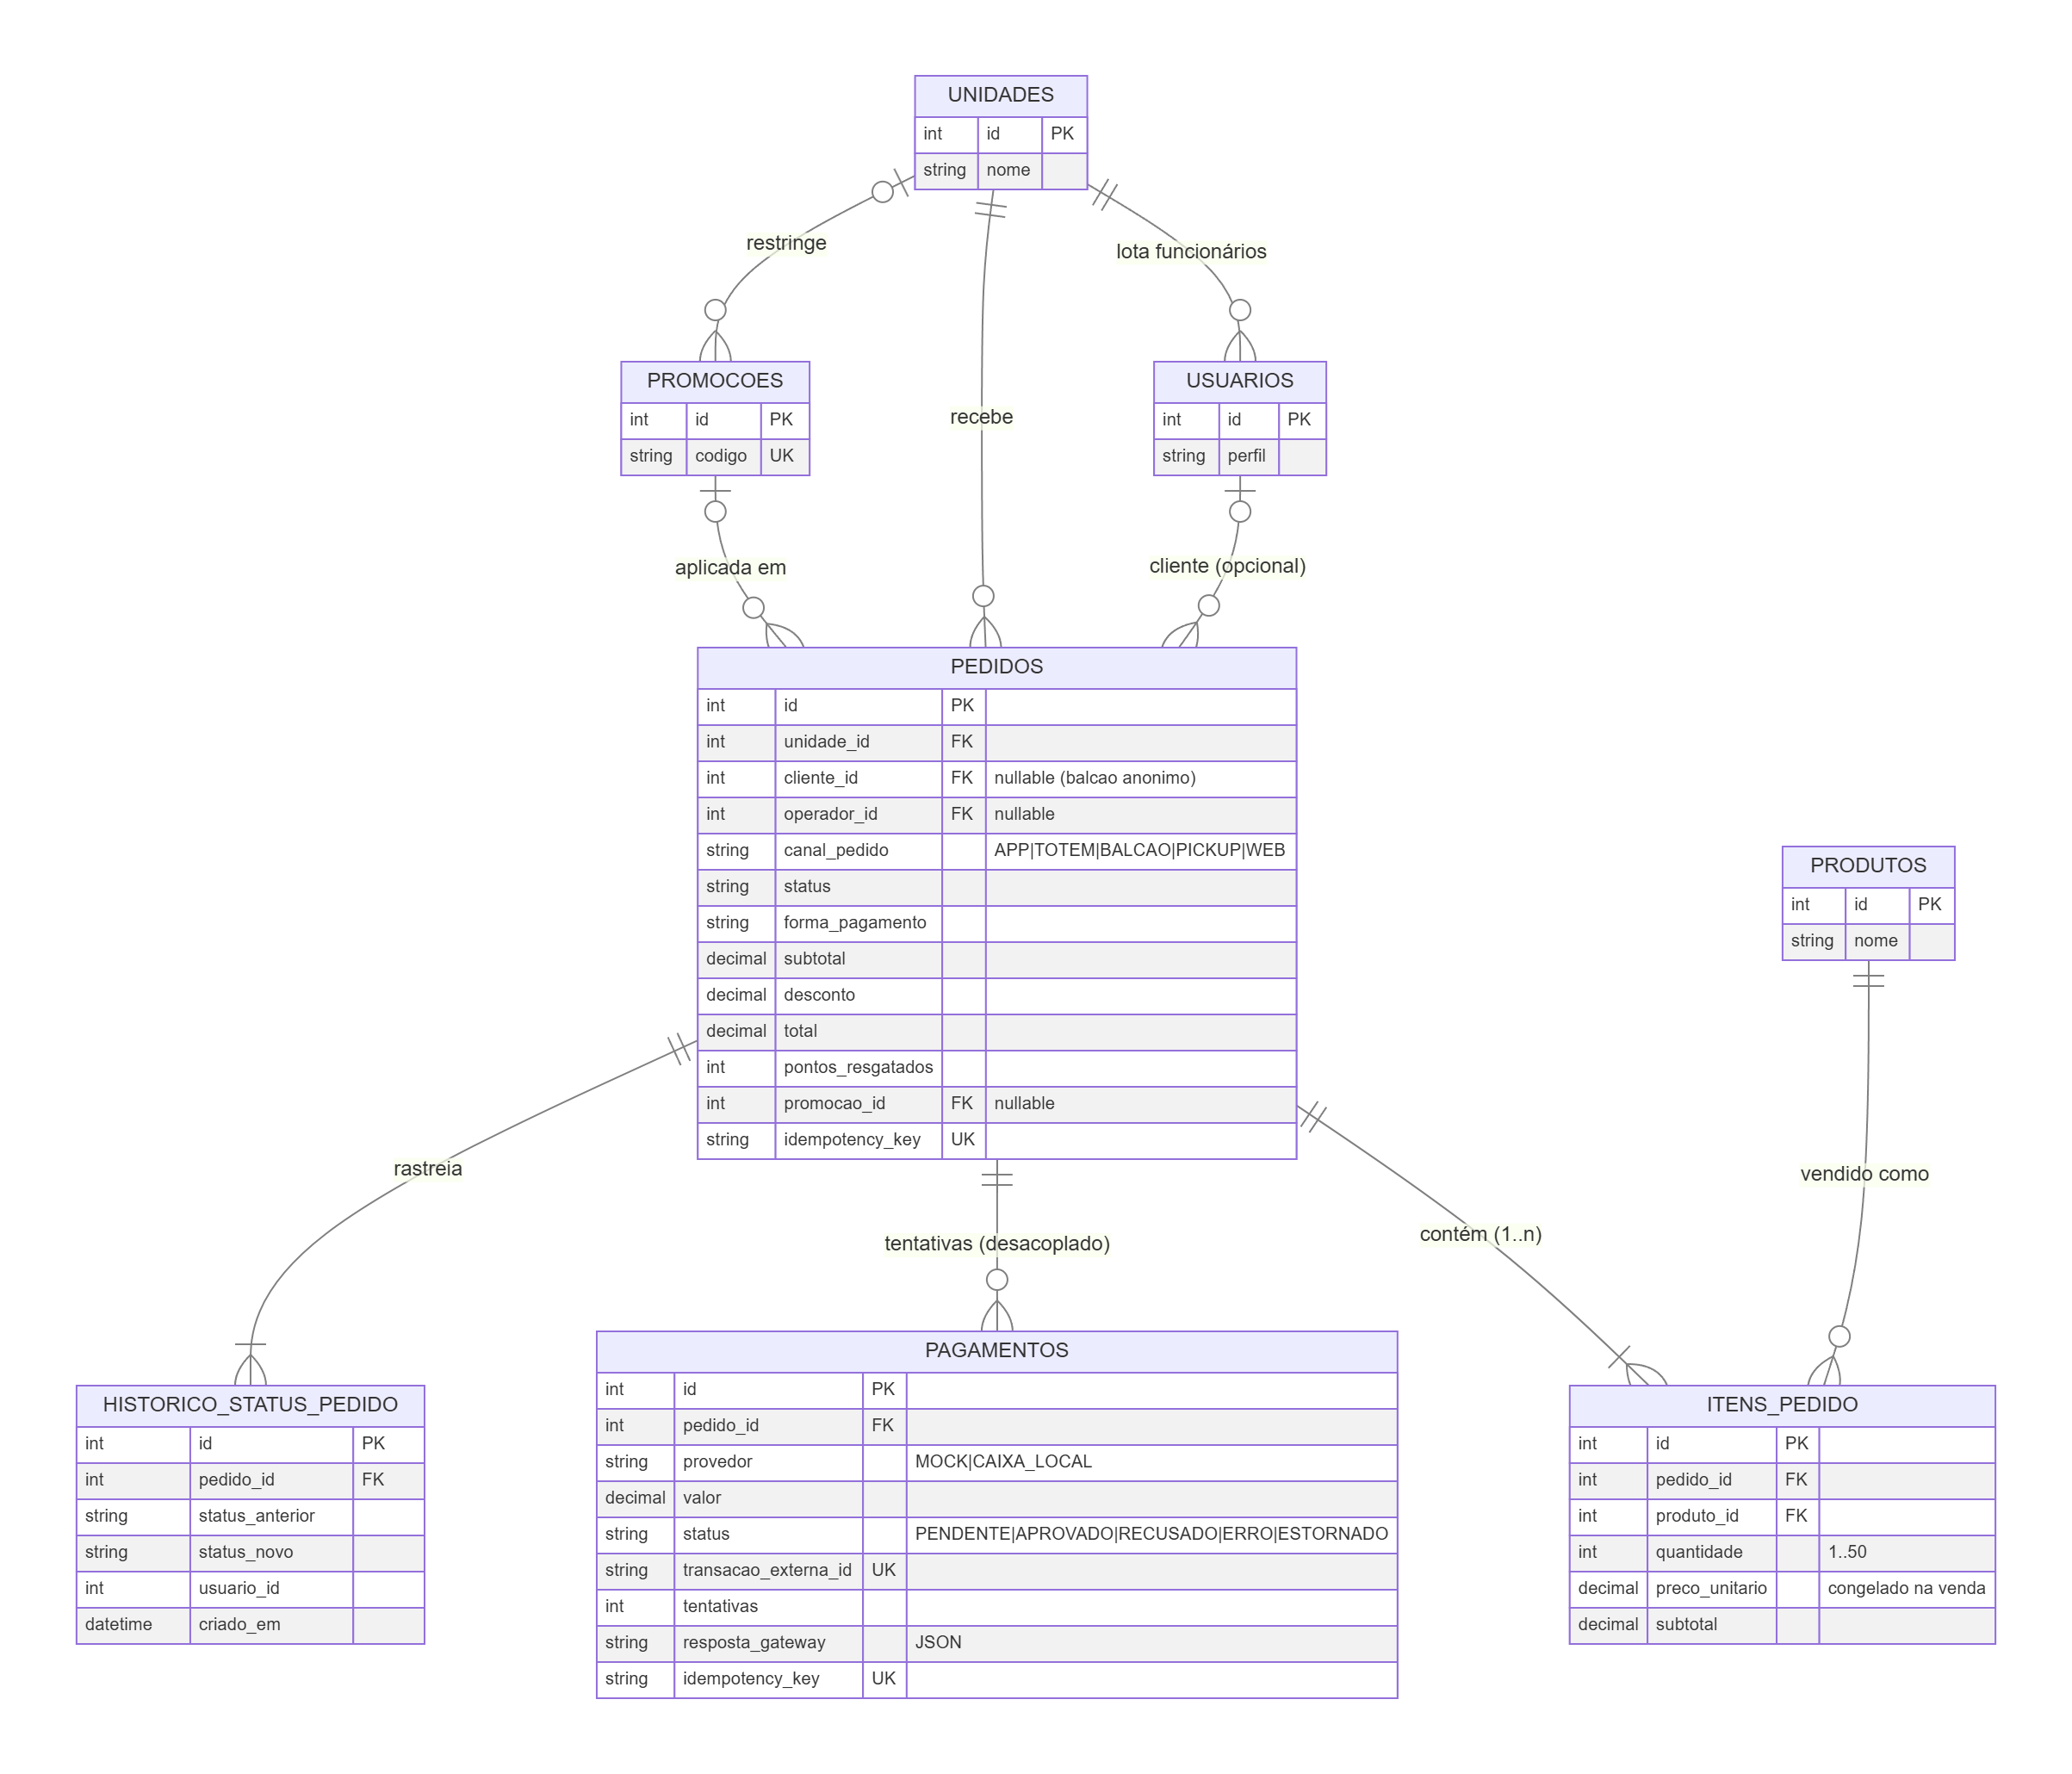 UNIDADES
int id PK
string nome
restringe
lota funcionários
PROMOCOES
int id PK
string codigo UK
recebe
USUARIOS
int id PK
string perfil
aplicada em
cliente (opcional)
PEDIDOS
int id PK
int unidade_id FK
int cliente_id FK nullable (balcao anonimo)
int operador_id FK nullable
string canal_pedido APP|TOTEM|BALCAO|PICKUP|WEB
string status
string forma_pagamento
decimal subtotal
decimal desconto
decimal total
int pontos_resgatados
int promocao_id FK nullable
string idempotency_key UK
PRODUTOS
int id PK
string nome
rastreia
tentativas (desacoplado)
contém (1..n)
vendido como
HISTORICO_STATUS_PEDIDO
int id PK
int pedido_id FK
string status_anterior
string status_novo
int usuario_id
datetime criado_em
PAGAMENTOS
int id PK
int pedido_id FK
string provedor MOCK|CAIXA_LOCAL
decimal valor
string status PENDENTE|APROVADO|RECUSADO|ERRO|ESTORNADO
string transacao_externa_id UK
int tentativas
string resposta_gateway JSON
string idempotency_key UK
ITENS_PEDIDO
int id PK
int pedido_id FK
int produto_id FK
int quantidade 1..50
decimal preco_unitario congelado na venda
decimal subtotal